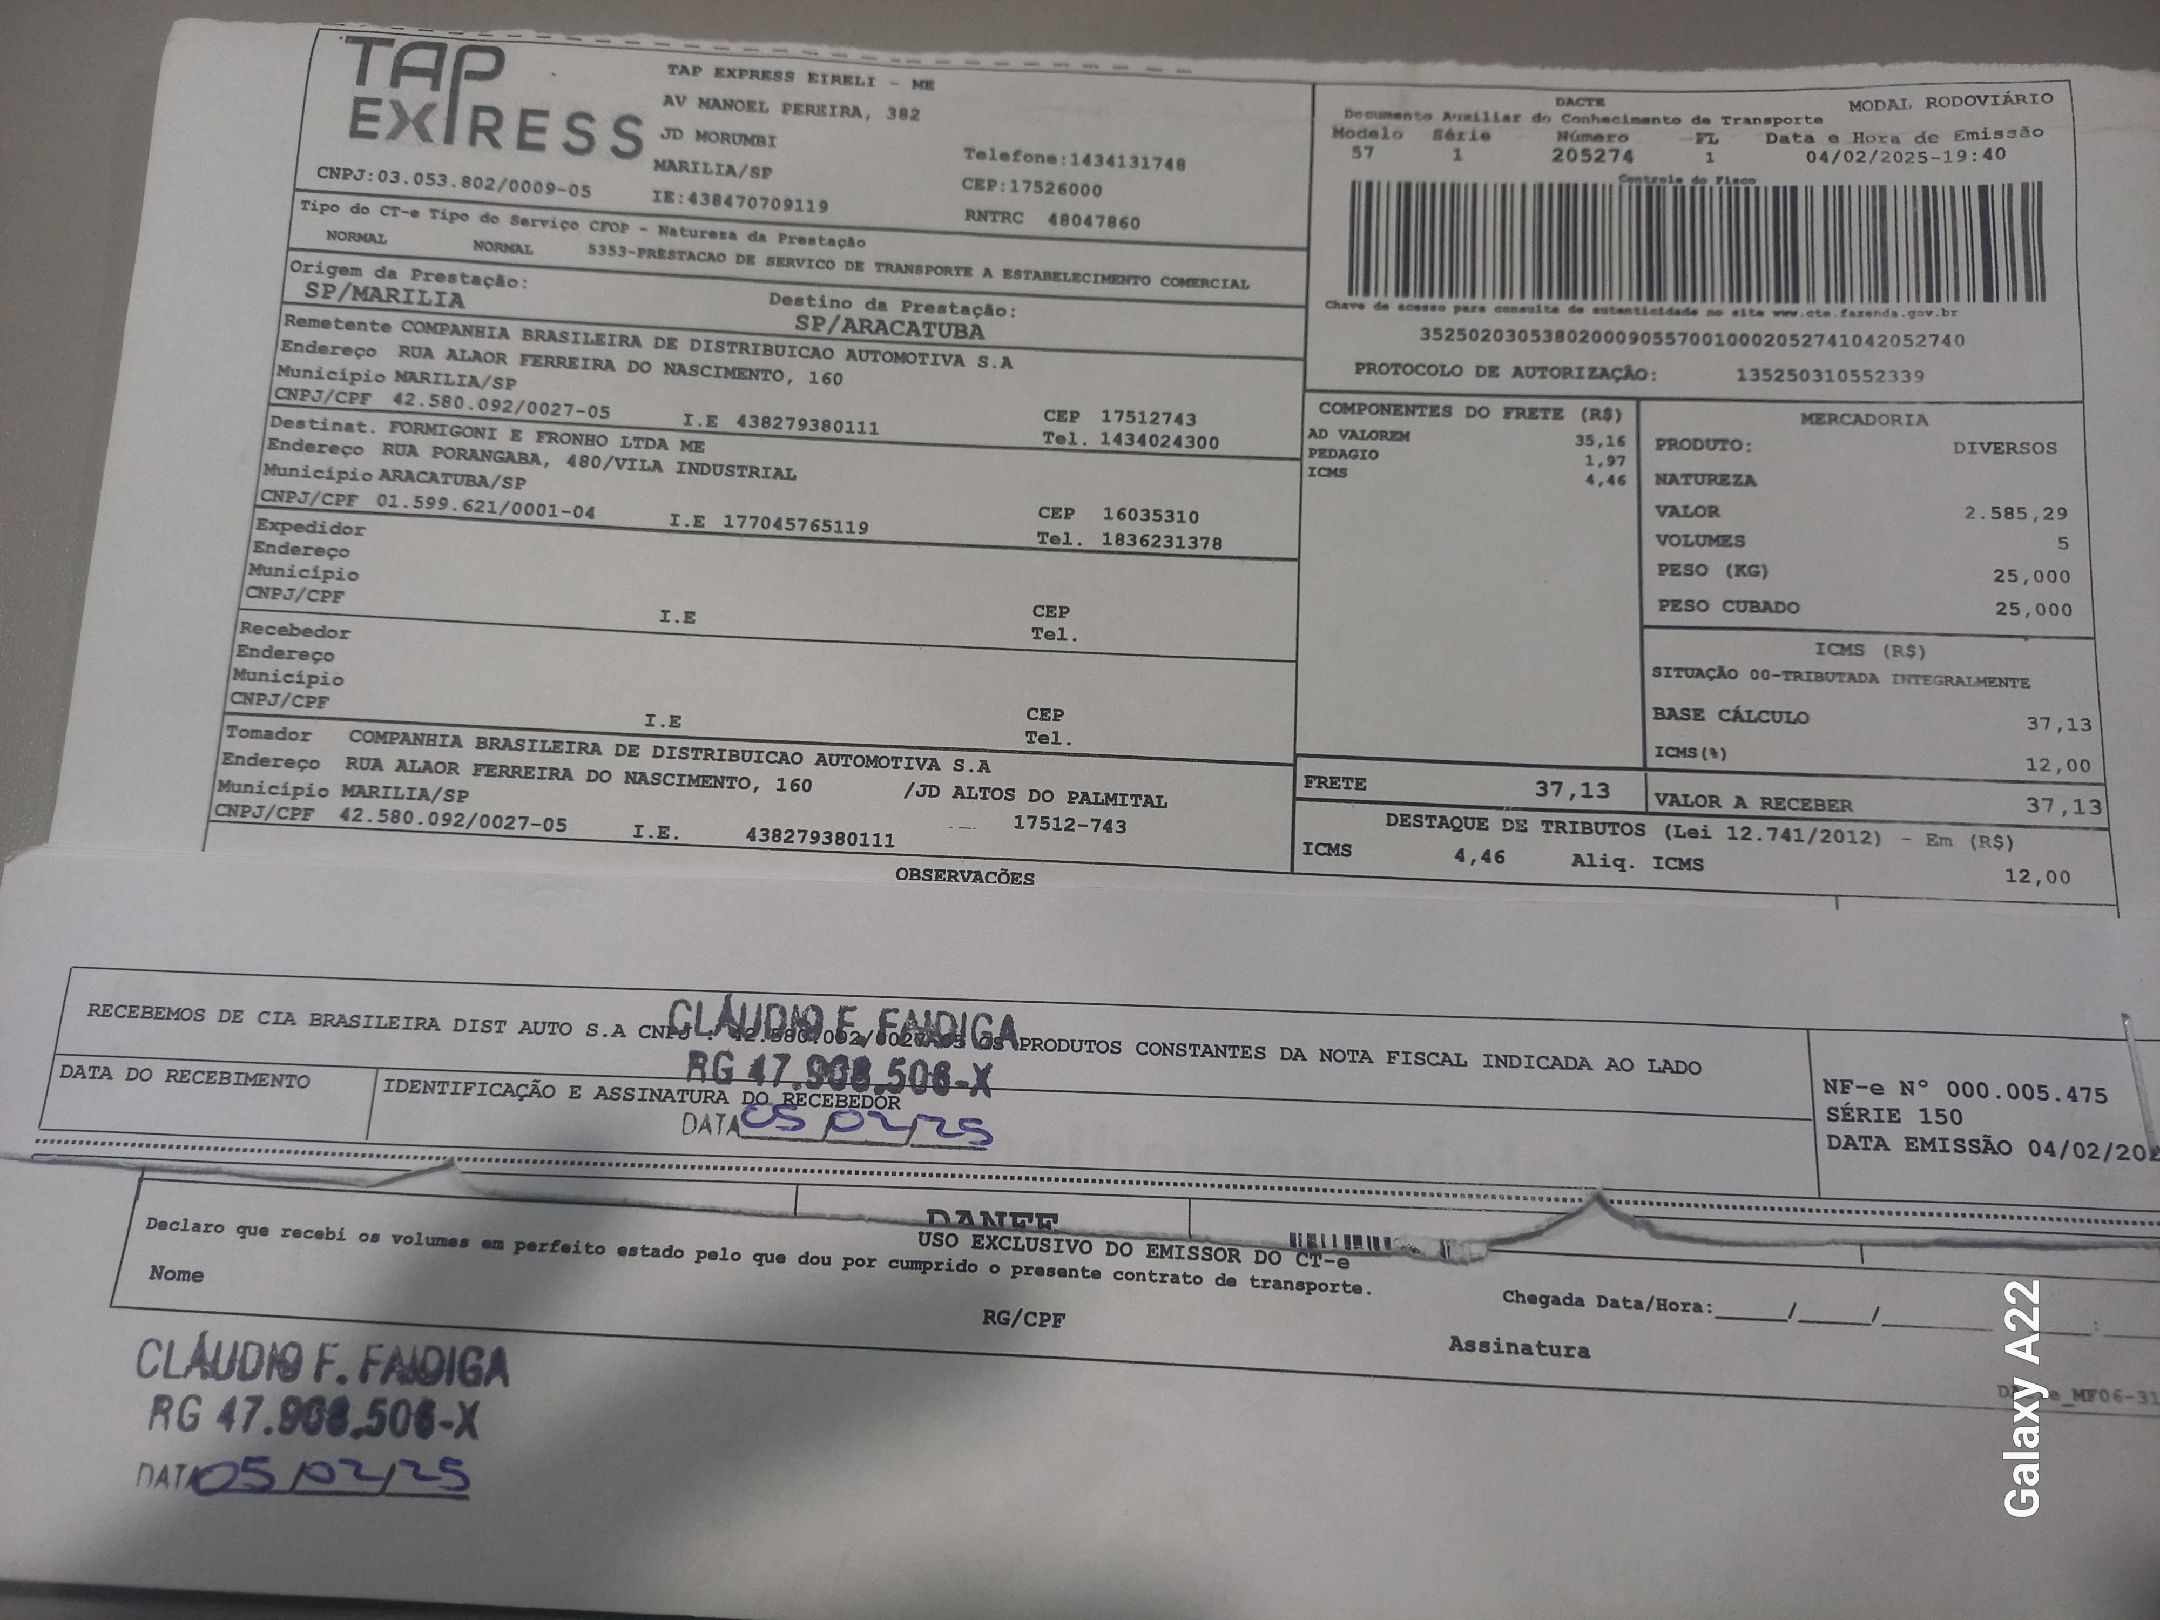 TAP
EXPRESS
TAP EXPRESS EIRELI - ME
AV MANOEL PEREIRA, 382
JD MORUMBI
MARILIA/SP
Telefone:1434131748
CEP:17526000
CNPJ:03.053.802/0009-05
IE:438470709119
RNTRC 48047860
DACTE
MODAL RODOVIÁRIO
Documento Auxiliar do Conhecimento de Transporte
Modelo Série Número FL Data e Hora de Emissão
57 1 205274 1 04/02/2025-19:40
Controle do Fisco
Chave de acesso para consulta de autenticidade no site www.cte.fazenda.gov.br
35250203053802000905570010002052741042052740
PROTOCOLO DE AUTORIZAÇÃO: 135250310552339
Tipo do CT-e Tipo do Serviço CFOP - Natureza da Prestação
NORMAL NORMAL 5353-PRESTACAO DE SERVICO DE TRANSPORTE A ESTABELECIMENTO COMERCIAL
Origem da Prestação: Destino da Prestação:
SP/MARILIA SP/ARACATUBA
Remetente COMPANHIA BRASILEIRA DE DISTRIBUICAO AUTOMOTIVA S.A
Endereço RUA ALAOR FERREIRA DO NASCIMENTO, 160
Município MARILIA/SP CEP 17512743
CNPJ/CPF 42.580.092/0027-05 I.E 438279380111 Tel. 1434024300
Destinat. FORMIGONI E FRONHO LTDA ME
Endereço RUA PORANGABA, 480/VILA INDUSTRIAL
Município ARACATUBA/SP CEP 16035310
CNPJ/CPF 01.599.621/0001-04 I.E 177045765119 Tel. 1836231378
Expedidor
Endereço
Município CEP
CNPJ/CPF I.E Tel.
Recebedor
Endereço
Município CEP
CNPJ/CPF I.E Tel.
Tomador COMPANHIA BRASILEIRA DE DISTRIBUICAO AUTOMOTIVA S.A
Endereço RUA ALAOR FERREIRA DO NASCIMENTO, 160 /JD ALTOS DO PALMITAL
Município MARILIA/SP 17512-743
CNPJ/CPF 42.580.092/0027-05 I.E. 438279380111
COMPONENTES DO FRETE (R$)
AD VALOREM 35,16
PEDAGIO 1,97
ICMS 4,46
MERCADORIA
PRODUTO: DIVERSOS
NATUREZA
VALOR 2.585,29
VOLUMES 5
PESO (KG) 25,000
PESO CUBADO 25,000
ICMS (R$)
SITUAÇÃO 00-TRIBUTADA INTEGRALMENTE
BASE CÁLCULO 37,13
ICMS(%) 12,00
FRETE 37,13
VALOR A RECEBER 37,13
DESTAQUE DE TRIBUTOS (Lei 12.741/2012) - Em (R$)
ICMS 4,46 Aliq. ICMS 12,00
OBSERVACÕES
RECEBEMOS DE CIA BRASILEIRA DIST AUTO S.A CNPJ : 42.580.092/0027-05 OS PRODUTOS CONSTANTES DA NOTA FISCAL INDICADA AO LADO
CLÁUDIO F. FAIDIGA
RG 47.908.506-X
DATA 05/02/25
DATA DO RECEBIMENTO
IDENTIFICAÇÃO E ASSINATURA DO RECEBEDOR
NF-e N° 000.005.475
SÉRIE 150
DATA EMISSÃO 04/02/202
DANFE
USO EXCLUSIVO DO EMISSOR DO CT-e
Declaro que recebi os volumes em perfeito estado pelo que dou por cumprido o presente contrato de transporte.
Nome
RG/CPF
Chegada Data/Hora:_____/_____/________:
Assinatura
MF06-31
CLÁUDIO F. FAIDIGA
RG 47.908.506-X
DATA 05/02/25
Galaxy A22